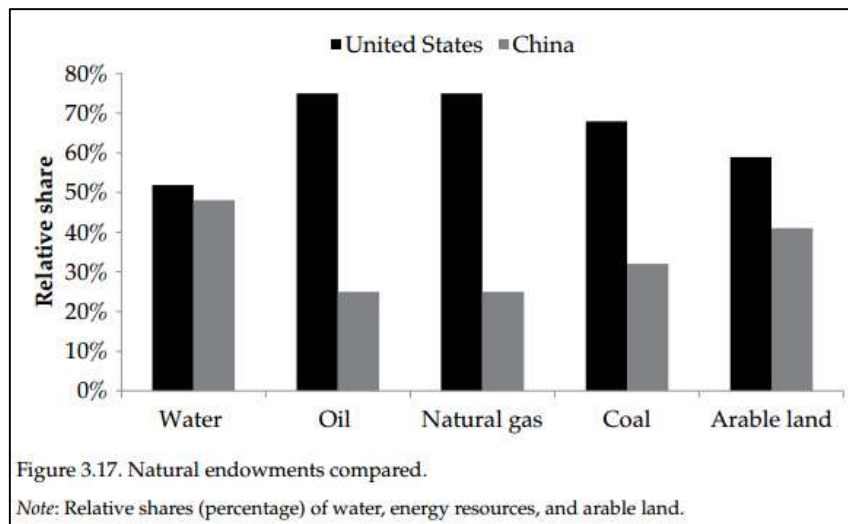 United States China
80%
70%
60%
50%
40%
30%
20%
10%
0%
Relative share
Water Oil Natural gas Coal Arable land
Figure 3.17. Natural endowments compared.
Note: Relative shares (percentage) of water, energy resources, and arable land.